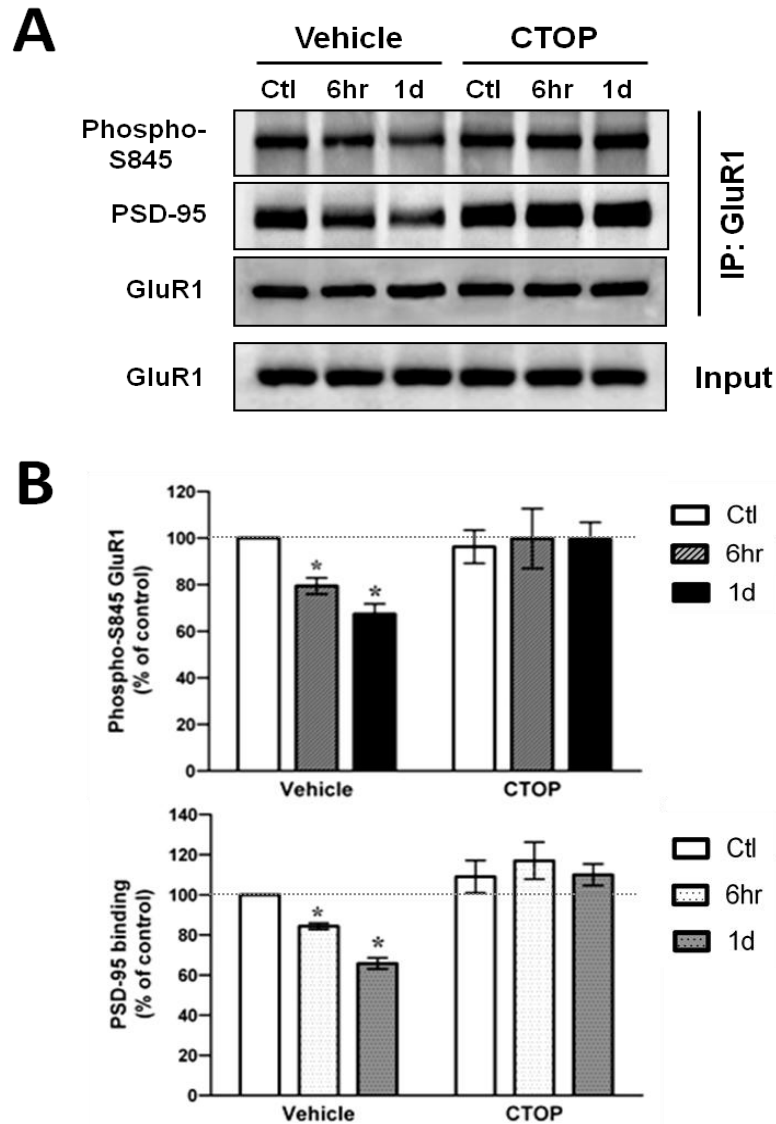 A
Vehicle CTOP
Ctl 6hr 1d Ctl 6hr 1d
Phospho-
S845
PSD-95
GluR1
IP: GluR1
GluR1
Input
B
Phospho-S845 GluR1
(% of control)
120
100
80
60
40
20
0
* *
Vehicle CTOP
Ctl
6hr
1d
PSD-95 binding
(% of control)
140
120
100
80
60
40
20
0
* *
Vehicle CTOP
Ctl
6hr
1d